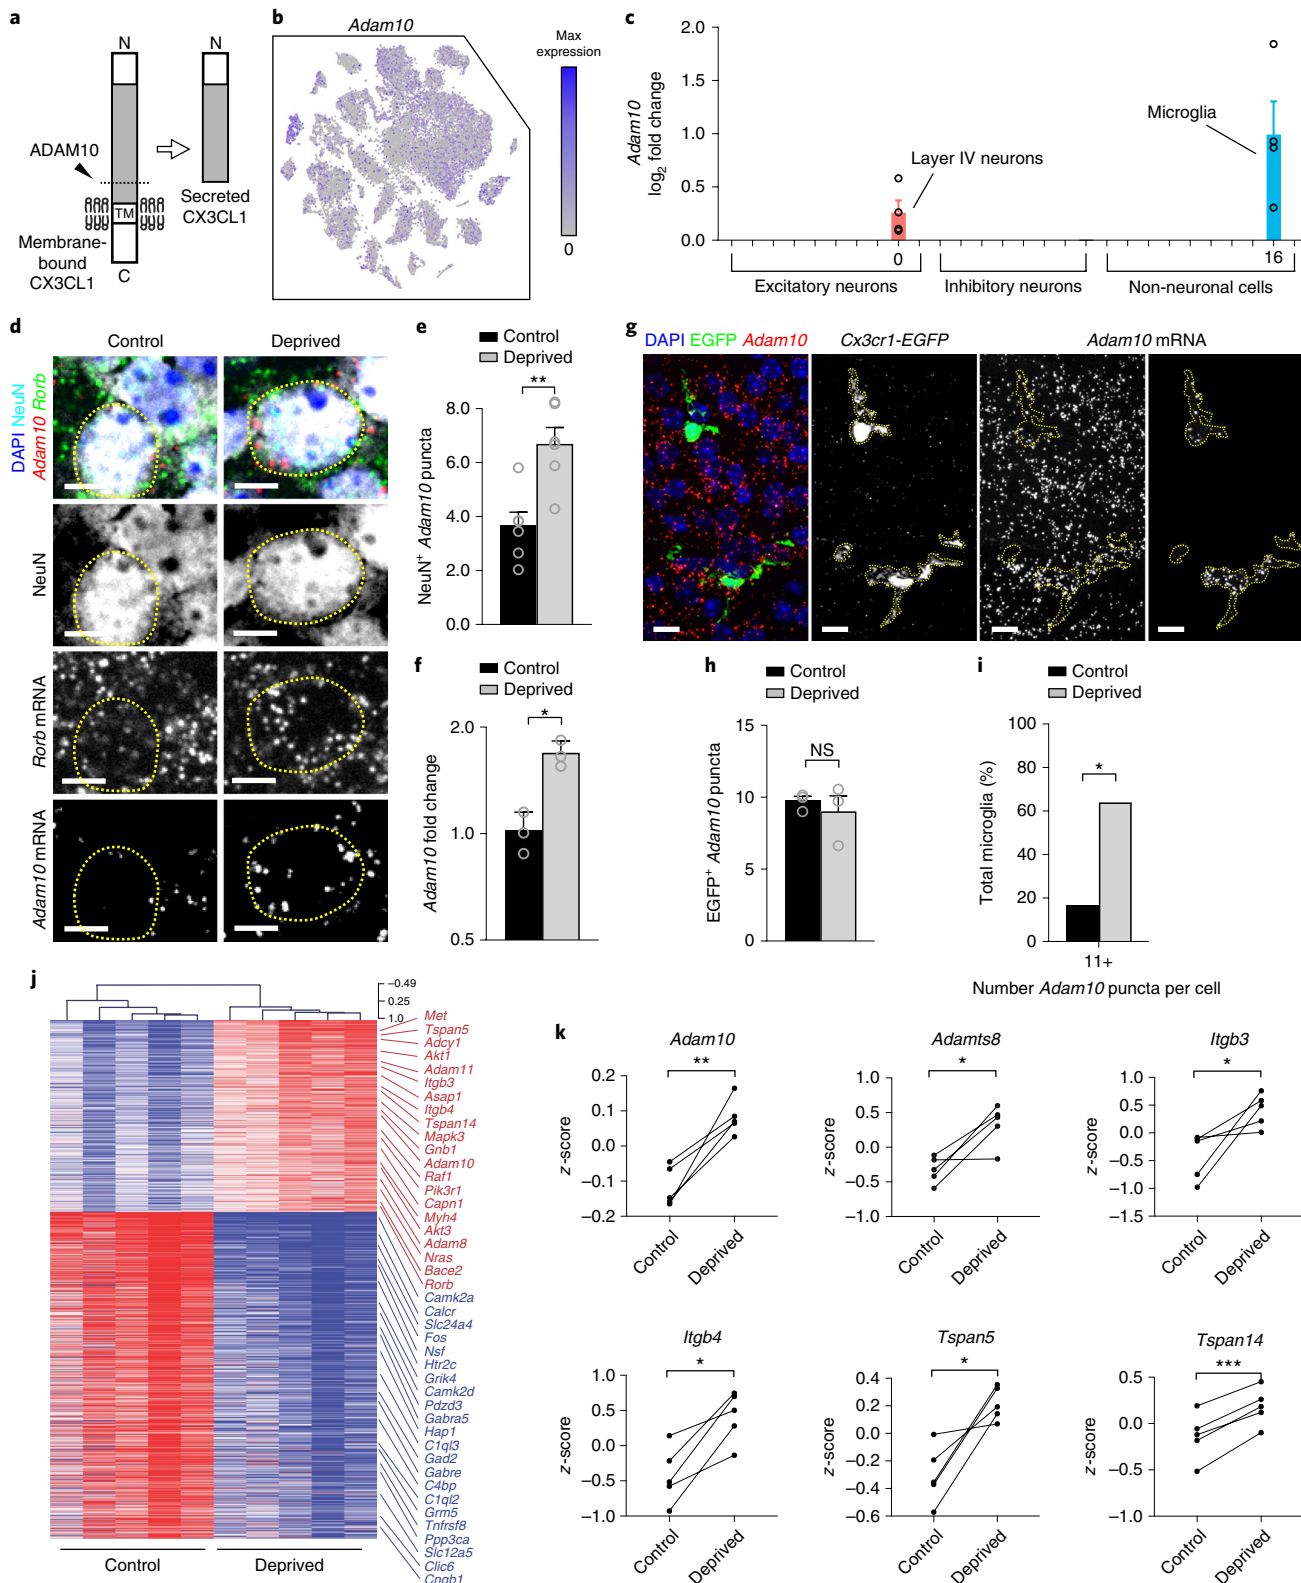 a
N
N
ADAM10
TM
Secreted
CX3CL1
Membrane-
bound
CX3CL1
C
b
Adam10
Max
expression
0
c
Adam10
log2 fold change
2.0
1.5
1.0
0.5
0.0
Microglia
Layer IV neurons
0
16
Excitatory neurons
Inhibitory neurons
Non-neuronal cells
d
Control
Deprived
DAPI NeuN
Adam10 Rorb
NeuN
Rorb mRNA
Adam10 mRNA
e
Control
Deprived
**
NeuN+ Adam10 puncta
8.0
6.0
4.0
2.0
0.0
f
Control
Deprived
*
Adam10 fold change
2.0
1.0
0.5
g
DAPI EGFP Adam10
Cx3cr1-EGFP
Adam10 mRNA
h
Control
Deprived
NS
EGFP+ Adam10 puncta
15
10
5
0
i
Control
Deprived
*
Total microglia (%)
100
80
60
40
20
0
11+
Number Adam10 puncta per cell
j
−0.49
0.25
1.0
Met
Tspan5
Adcy1
Akt1
Adam11
Itgb3
Asap1
Itgb4
Tspan14
Mapk3
Gnb1
Adam10
Raf1
Pik3r1
Capn1
Myh4
Akt3
Adam8
Nras
Bace2
Rorb
Camk2a
Calcr
Slc24a4
Fos
Nsf
Htr2c
Grik4
Camk2d
Pdzd3
Gabra5
Hap1
C1ql3
Gad2
Gabre
C4bp
C1ql2
Grm5
Tnfrsf8
Ppp3ca
Slc12a5
Clic6
Cngb1
Control
Deprived
k
Adam10
**
z-score
0.2
0.1
0.0
−0.1
−0.2
Control
Deprived
Adamts8
*
z-score
1.0
0.5
0.0
−0.5
−1.0
Control
Deprived
Itgb3
*
z-score
1.0
0.5
0.0
−0.5
−1.0
−1.5
Control
Deprived
Itgb4
*
z-score
1.0
0.5
0.0
−0.5
−1.0
Control
Deprived
Tspan5
*
z-score
0.4
0.2
0.0
−0.2
−0.4
−0.6
Control
Deprived
Tspan14
***
z-score
0.5
0.0
0.5
−1.0
Control
Deprived